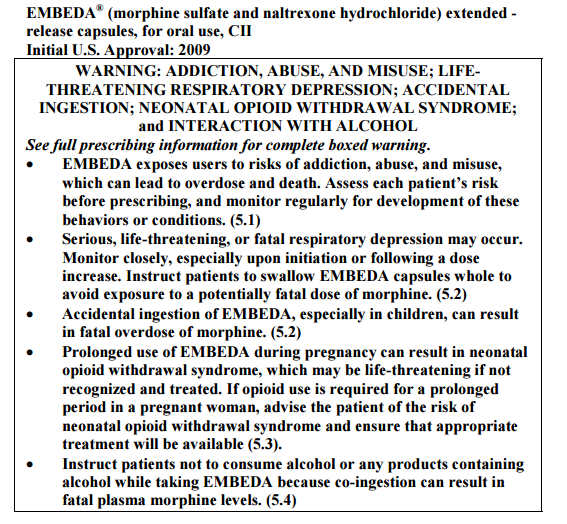 EMBEDA® (morphine sulfate and naltrexone hydrochloride) extended -
release capsules, for oral use, CII
Initial U.S. Approval: 2009
WARNING: ADDICTION, ABUSE, AND MISUSE; LIFE-
THREATENING RESPIRATORY DEPRESSION; ACCIDENTAL
INGESTION; NEONATAL OPIOID WITHDRAWAL SYNDROME;
and INTERACTION WITH ALCOHOL
See full prescribing information for complete boxed warning.
• EMBEDA exposes users to risks of addiction, abuse, and misuse,
which can lead to overdose and death. Assess each patient’s risk
before prescribing, and monitor regularly for development of these
behaviors or conditions. (5.1)
• Serious, life-threatening, or fatal respiratory depression may occur.
Monitor closely, especially upon initiation or following a dose
increase. Instruct patients to swallow EMBEDA capsules whole to
avoid exposure to a potentially fatal dose of morphine. (5.2)
• Accidental ingestion of EMBEDA, especially in children, can result
in fatal overdose of morphine. (5.2)
• Prolonged use of EMBEDA during pregnancy can result in neonatal
opioid withdrawal syndrome, which may be life-threatening if not
recognized and treated. If opioid use is required for a prolonged
period in a pregnant woman, advise the patient of the risk of
neonatal opioid withdrawal syndrome and ensure that appropriate
treatment will be available (5.3).
• Instruct patients not to consume alcohol or any products containing
alcohol while taking EMBEDA because co-ingestion can result in
fatal plasma morphine levels. (5.4)